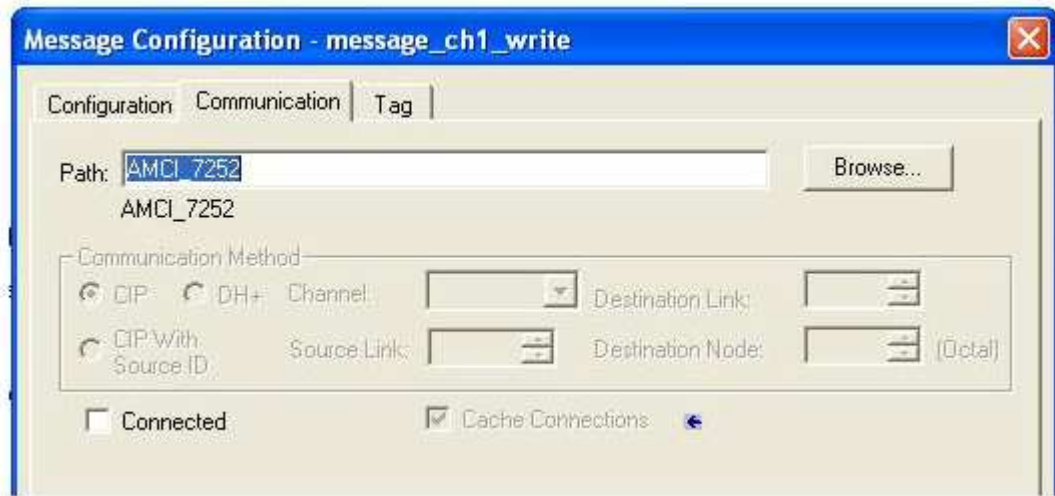 Message Configuration - message_ch1_write
Configuration Communication Tag
Path: AMCI_7252 Browse...
AMCI_7252
Communication Method
CIP DH+ Channel: Destination Link:
CIP With Source ID Source Link: Destination Node: (Octal)
Connected Cache Connections